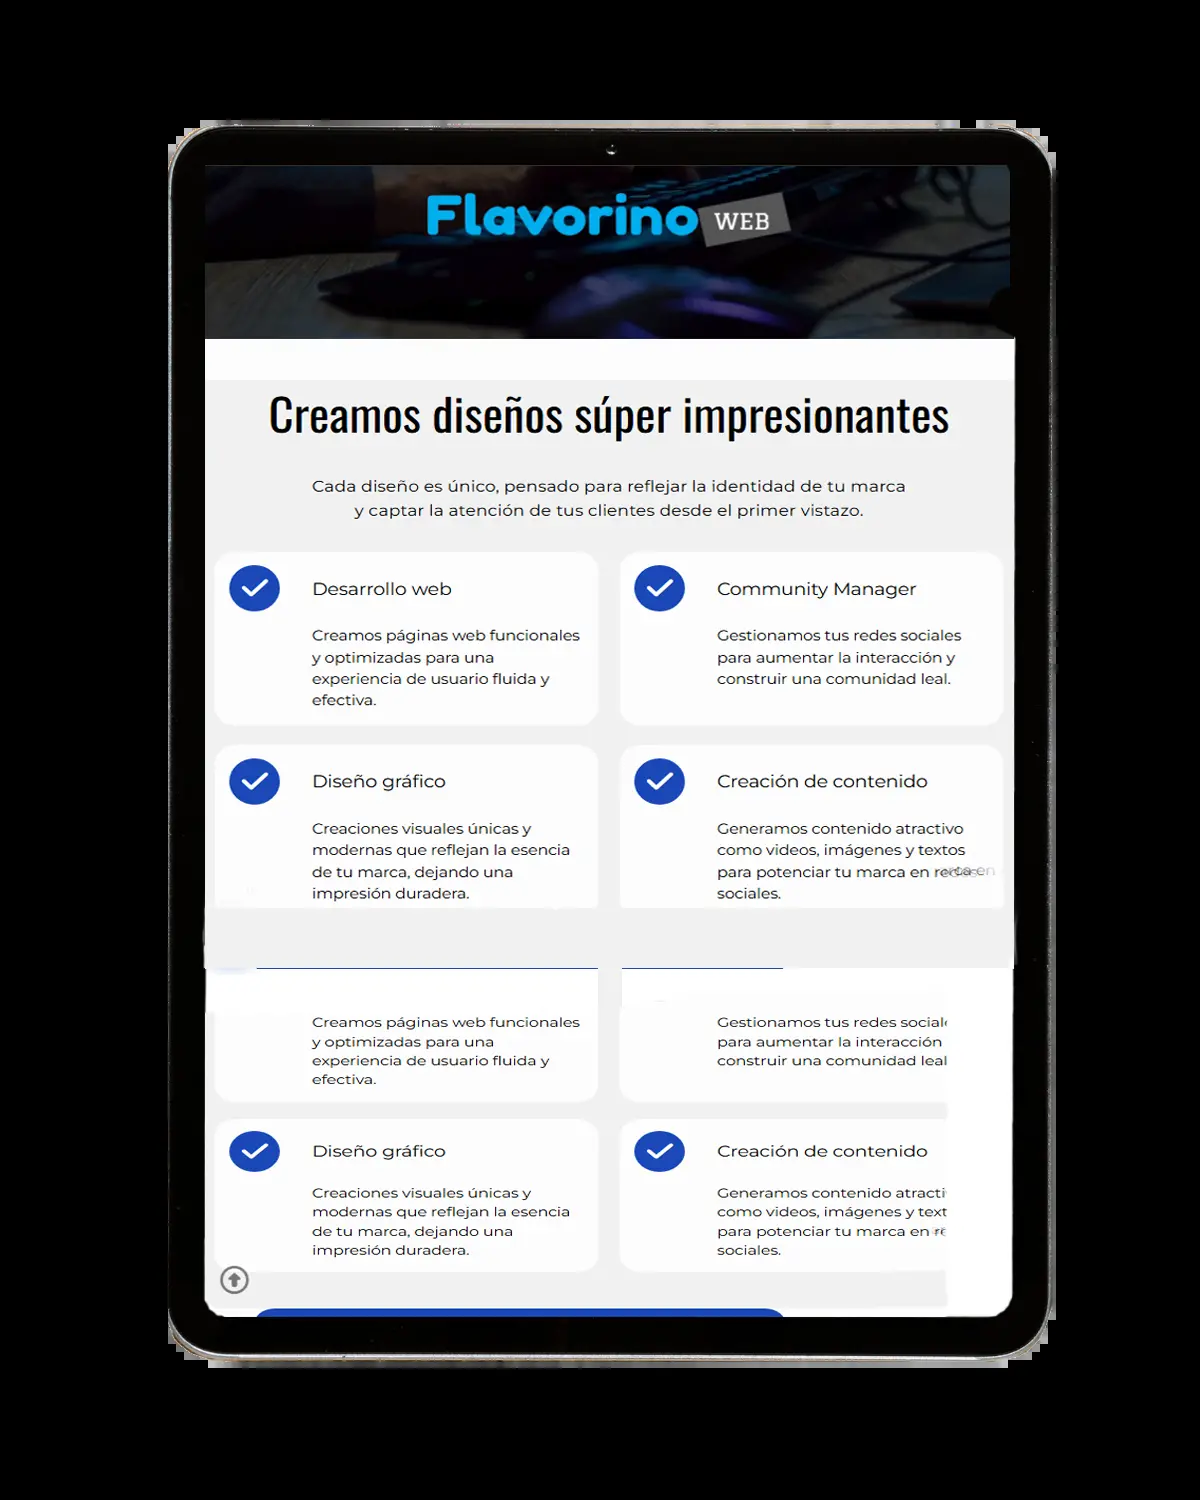 Flavorino WEB
Creamos diseños súper impresionantes
Cada diseño es único, pensado para reflejar la identidad de tu marca
y captar la atención de tus clientes desde el primer vistazo.
Desarrollo web
Creamos páginas web funcionales
y optimizadas para una
experiencia de usuario fluida y
efectiva.
Community Manager
Gestionamos tus redes sociales
para aumentar la interacción y
construir una comunidad leal.
Diseño gráfico
Creaciones visuales únicas y
modernas que reflejan la esencia
de tu marca, dejando una
impresión duradera.
Creación de contenido
Generamos contenido atractivo
como videos, imágenes y textos
para potenciar tu marca en
sociales.
Creamos páginas web funcionales
y optimizadas para una
experiencia de usuario fluida y
efectiva.
Gestionamos tus redes social
para aumentar la interacción
construir una comunidad leal
Diseño gráfico
Creaciones visuales únicas y
modernas que reflejan la esencia
de tu marca, dejando una
impresión duradera.
Creación de contenido
Generamos contenido atracti
como videos, imágenes y text
para potenciar tu marca en
sociales.